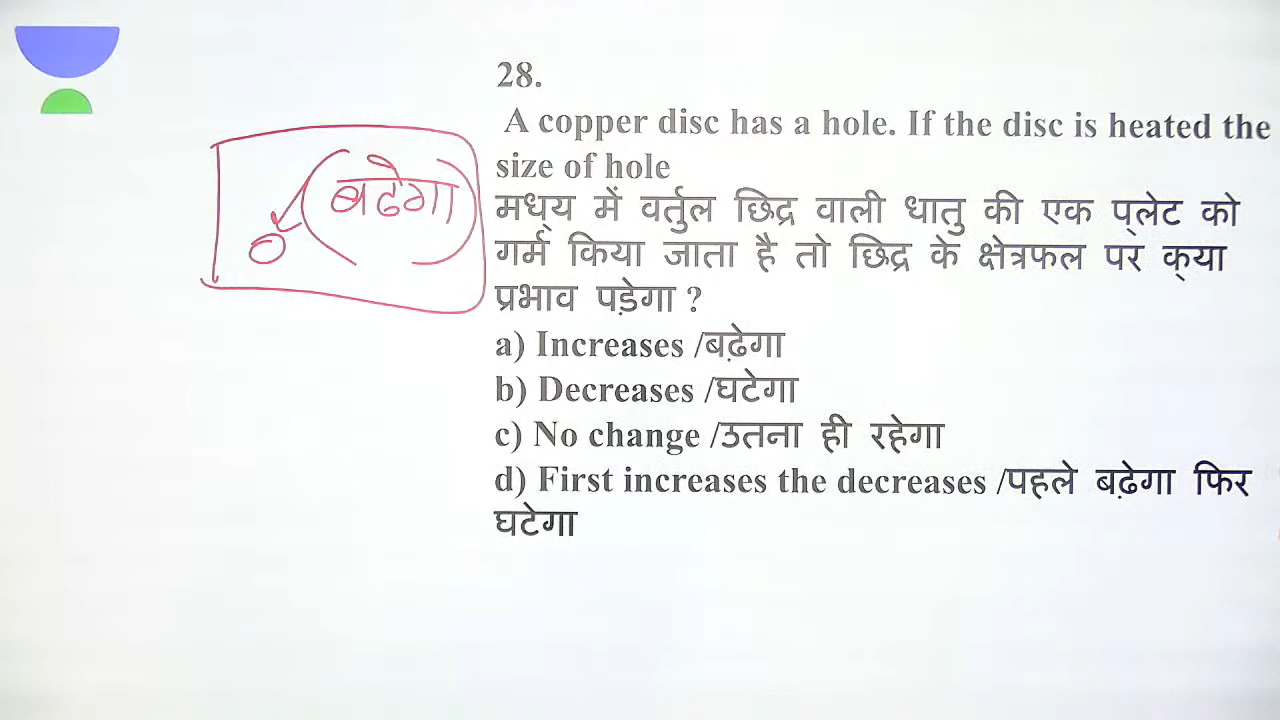 28.
A copper disc has a hole. If the disc is heated the
size of hole
मध्य में वर्तुल छिद्र वाली धातु की एक प्लेट को
गर्म किया जाता है तो छिद्र के क्षेत्रफल पर क्या
प्रभाव पड़ेगा ?
a) Increases /बढ़ेगा
b) Decreases /घटेगा
c) No change /उतना ही रहेगा
d) First increases the decreases /पहले बढ़ेगा फिर
घटेगा
बढेगा